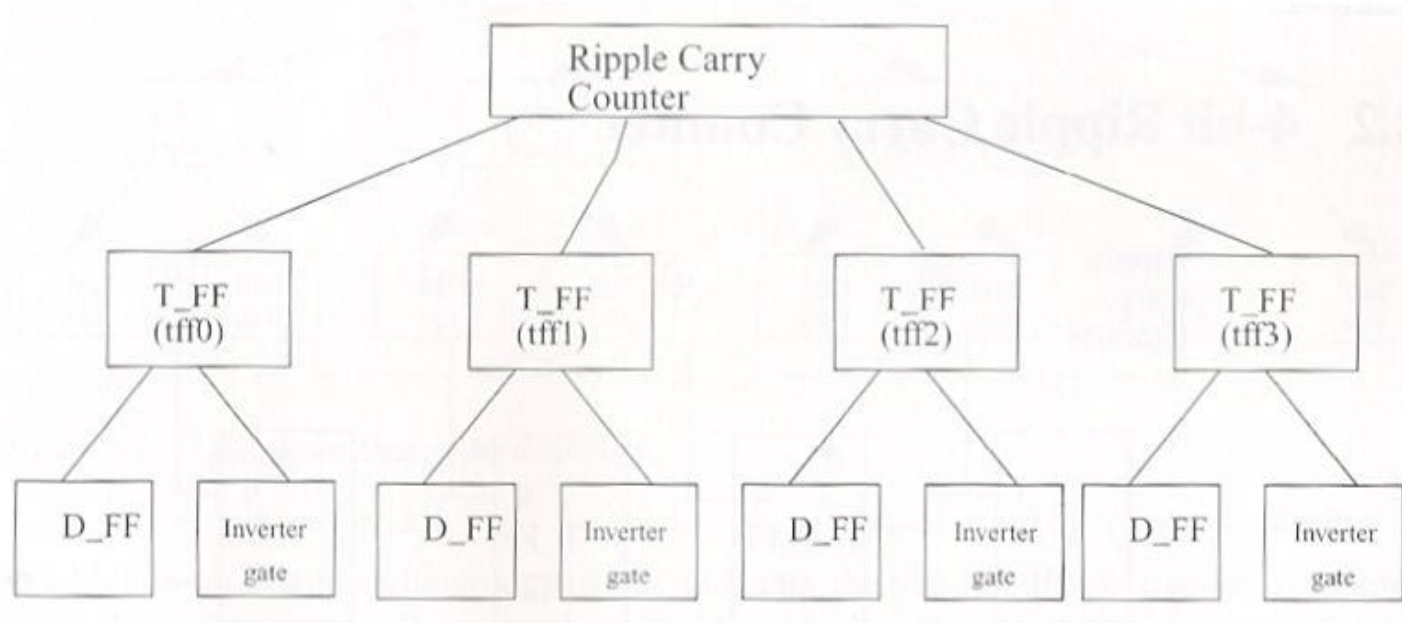 Ripple Carry
Counter
T_FF
(tff0)
T_FF
(tff1)
T_FF
(tff2)
T_FF
(tff3)
D_FF
Inverter
gate
D_FF
Inverter
gate
D_FF
Inverter
gate
D_FF
Inverter
gate